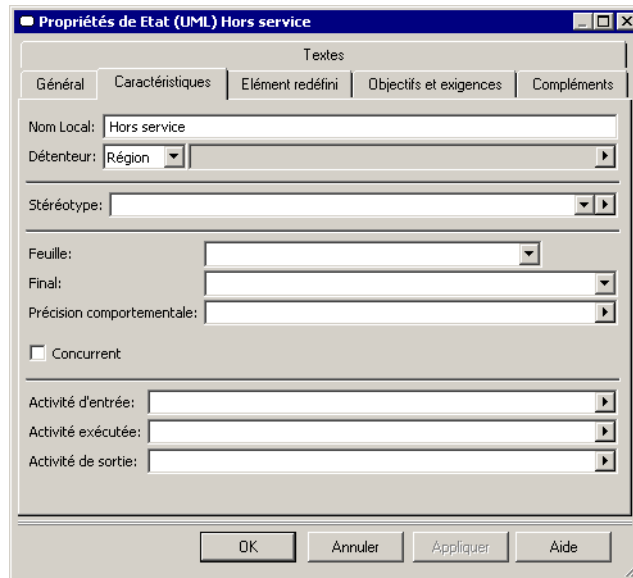 Propriétés de Etat (UML) Hors service
Textes
Général Caractéristiques Elément redéfini Objectifs et exigences Compléments
Nom Local: Hors service
Détenteur: Région
Stéréotype:
Feuille:
Final:
Précision comportementale:
Concurrent
Activité d'entrée:
Activité exécutée:
Activité de sortie:
OK Annuler Appliquer Aide